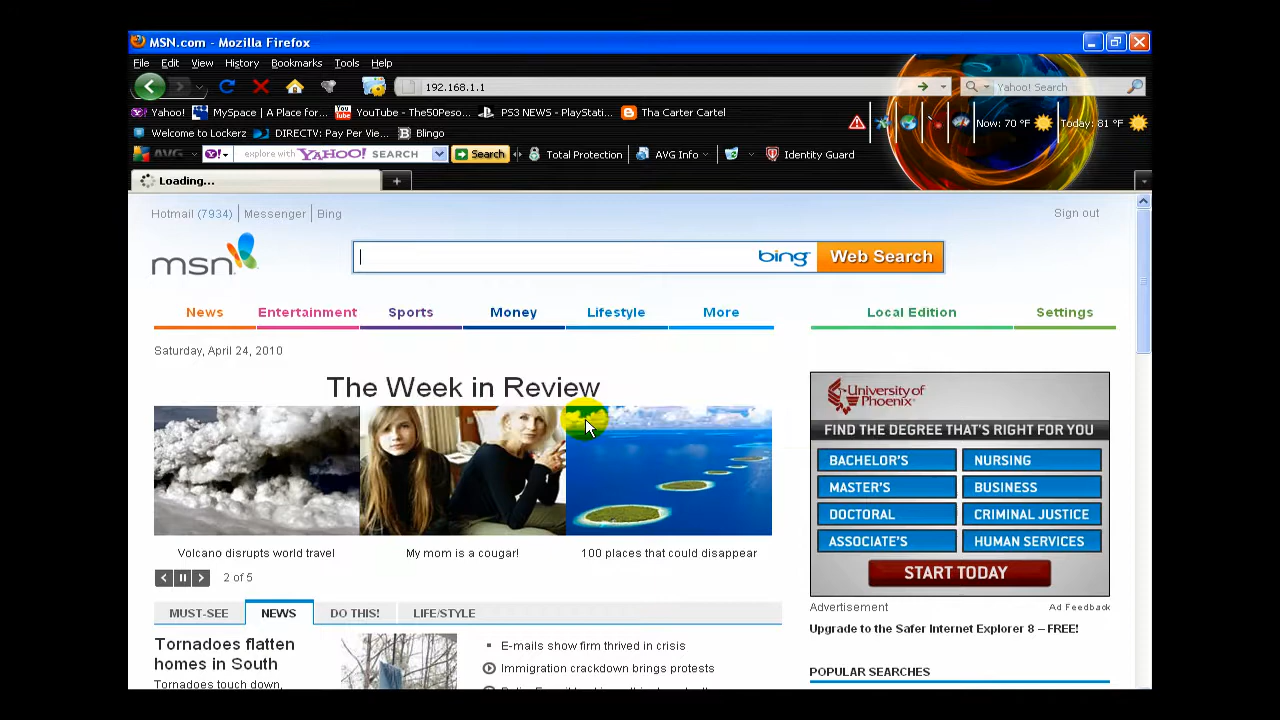 MSN.com - Mozilla Firefox
File Edit View History Bookmarks Tools Help
192.168.1.1
Yahoo! Search
Yahoo! MySpace | A Place for... YouTube - The50Peso... PS3 NEWS - PlayStati... Tha Carter Cartel
Now: 70 °F Today: 81 °F
Welcome to Lockerz DIRECTV: Pay Per Vie... Blingo
AVG Y! explore with YAHOO! SEARCH Search Total Protection AVG Info Identity Guard
Loading...
Hotmail (7934) Messenger Bing Sign out
msn bing Web Search
News Entertainment Sports Money Lifestyle More Local Edition Settings
Saturday, April 24, 2010
The Week in Review
Volcano disrupts world travel My mom is a cougar! 100 places that could disappear
2 of 5
MUST-SEE NEWS DO THIS! LIFE/STYLE
Tornadoes flatten
homes in South
Tornadoes touch down,
E-mails show firm thrived in crisis
Immigration crackdown brings protests
University of
Phoenix
FIND THE DEGREE THAT'S RIGHT FOR YOU
BACHELOR'S NURSING
MASTER'S BUSINESS
DOCTORAL CRIMINAL JUSTICE
ASSOCIATE'S HUMAN SERVICES
START TODAY
Advertisement Ad Feedback
Upgrade to the Safer Internet Explorer 8 – FREE!
POPULAR SEARCHES